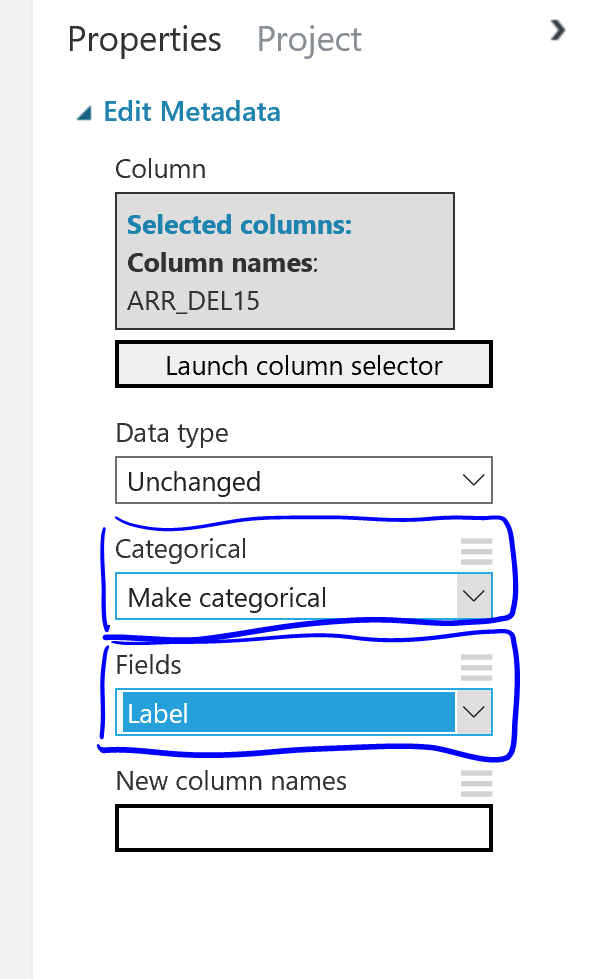 Properties Project
Edit Metadata
Column
Selected columns:
Column names:
ARR_DEL15
Launch column selector
Data type
Unchanged
Categorical
Make categorical
Fields
Label
New column names